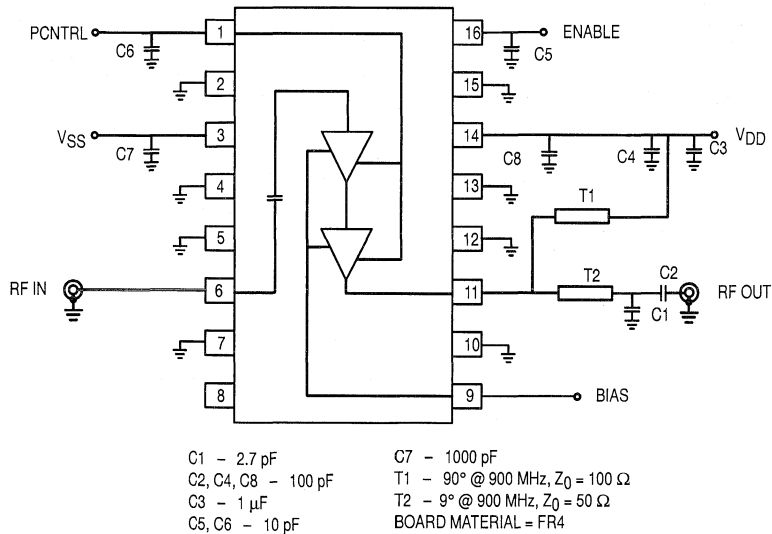 PCNTRL
C6
1
16
ENABLE
C5
2
15
VSS
C7
3
14
C8
C4
C3
VDD
4
13
T1
5
12
RF IN
6
11
T2
C2
C1
RF OUT
7
10
8
9
BIAS
C1 – 2.7 pF
C2, C4, C8 – 100 pF
C3 – 1 µF
C5, C6 – 10 pF
C7 – 1000 pF
T1 – 90° @ 900 MHz, Z0 = 100 Ω
T2 – 9° @ 900 MHz, Z0 = 50 Ω
BOARD MATERIAL = FR4